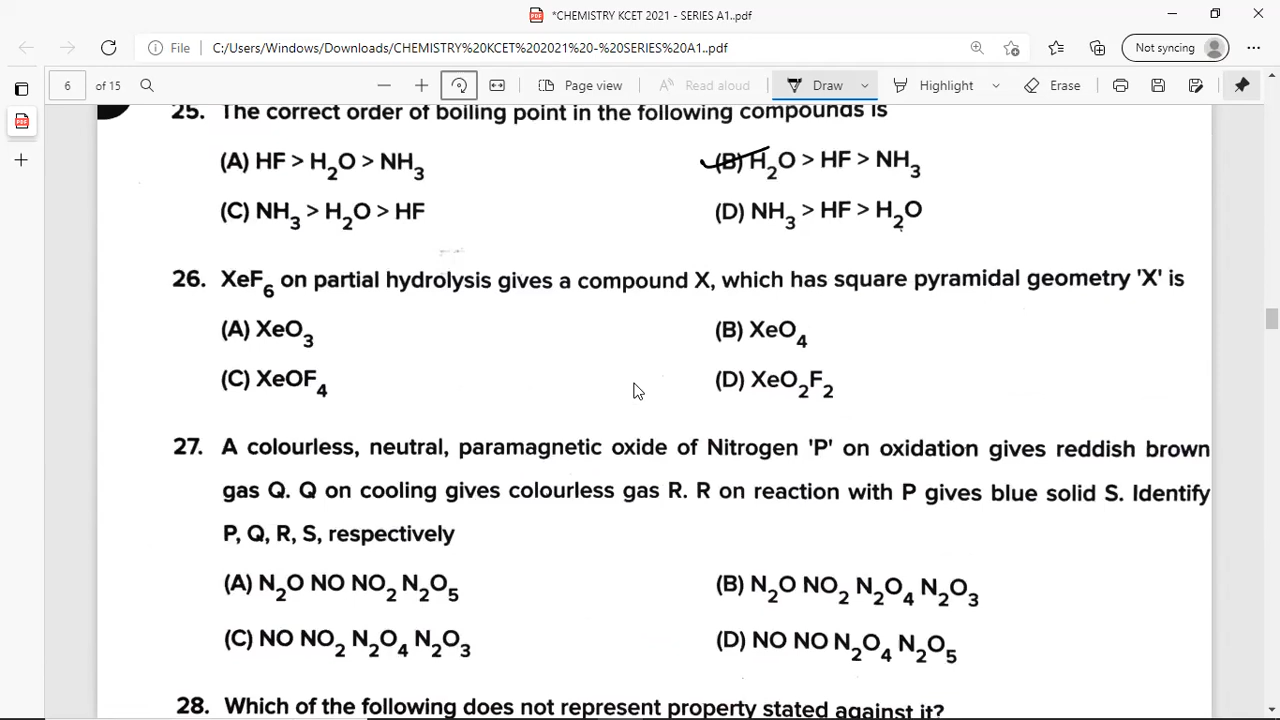 *CHEMISTRY KCET 2021 - SERIES A1..pdf
File C:/Users/Windows/Downloads/CHEMISTRY%20KCET%202021%20-%20SERIES%20A1..pdf Not syncing
6 of 15 Page view Read aloud Draw Highlight Erase
25. The correct order of boiling point in the following compounds is
(A) HF > H₂O > NH₃ (B) H₂O > HF > NH₃
(C) NH₃ > H₂O > HF (D) NH₃ > HF > H₂O
26. XeF₆ on partial hydrolysis gives a compound X, which has square pyramidal geometry 'X' is
(A) XeO₃ (B) XeO₄
(C) XeOF₄ (D) XeO₂F₂
27. A colourless, neutral, paramagnetic oxide of Nitrogen 'P' on oxidation gives reddish brown
gas Q. Q on cooling gives colourless gas R. R on reaction with P gives blue solid S. Identify
P, Q, R, S, respectively
(A) N₂O NO NO₂ N₂O₅ (B) N₂O NO₂ N₂O₄ N₂O₃
(C) NO NO₂ N₂O₄ N₂O₃ (D) NO NO N₂O₄ N₂O₅
28. Which of the following does not represent property stated against it?